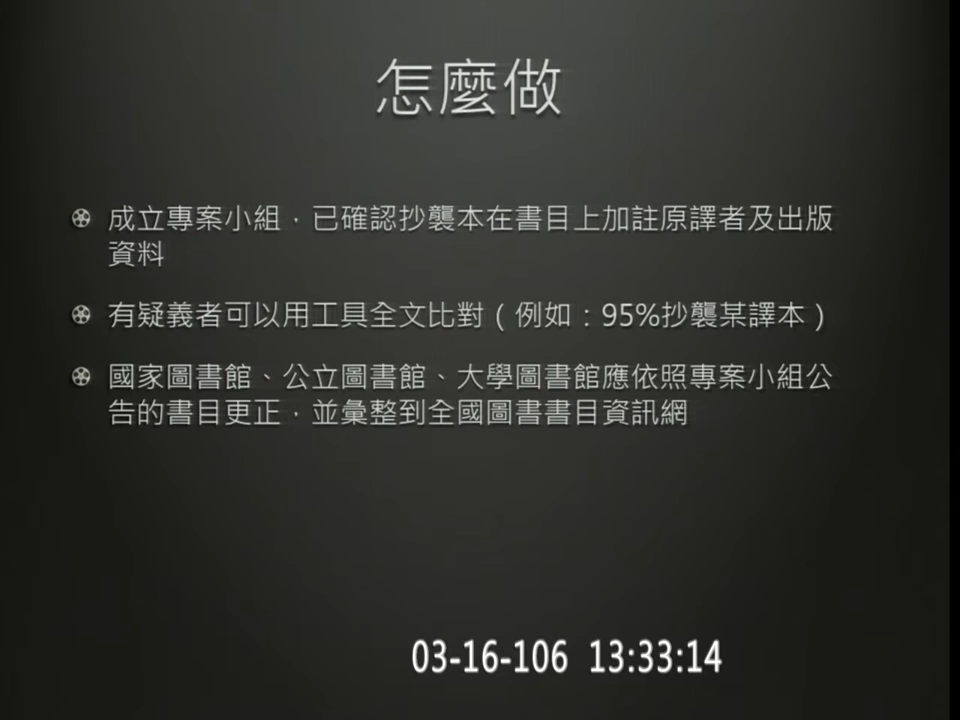 怎麼做
成立專案小組，已確認抄襲本在書目上加註原譯者及出版
資料
有疑義者可以用工具全文比對（例如：95%抄襲某譯本）
國家圖書館、公立圖書館、大學圖書館應依照專案小組公
告的書目更正，並彙整到全國圖書書目資訊網
03-16-106 13:33:14